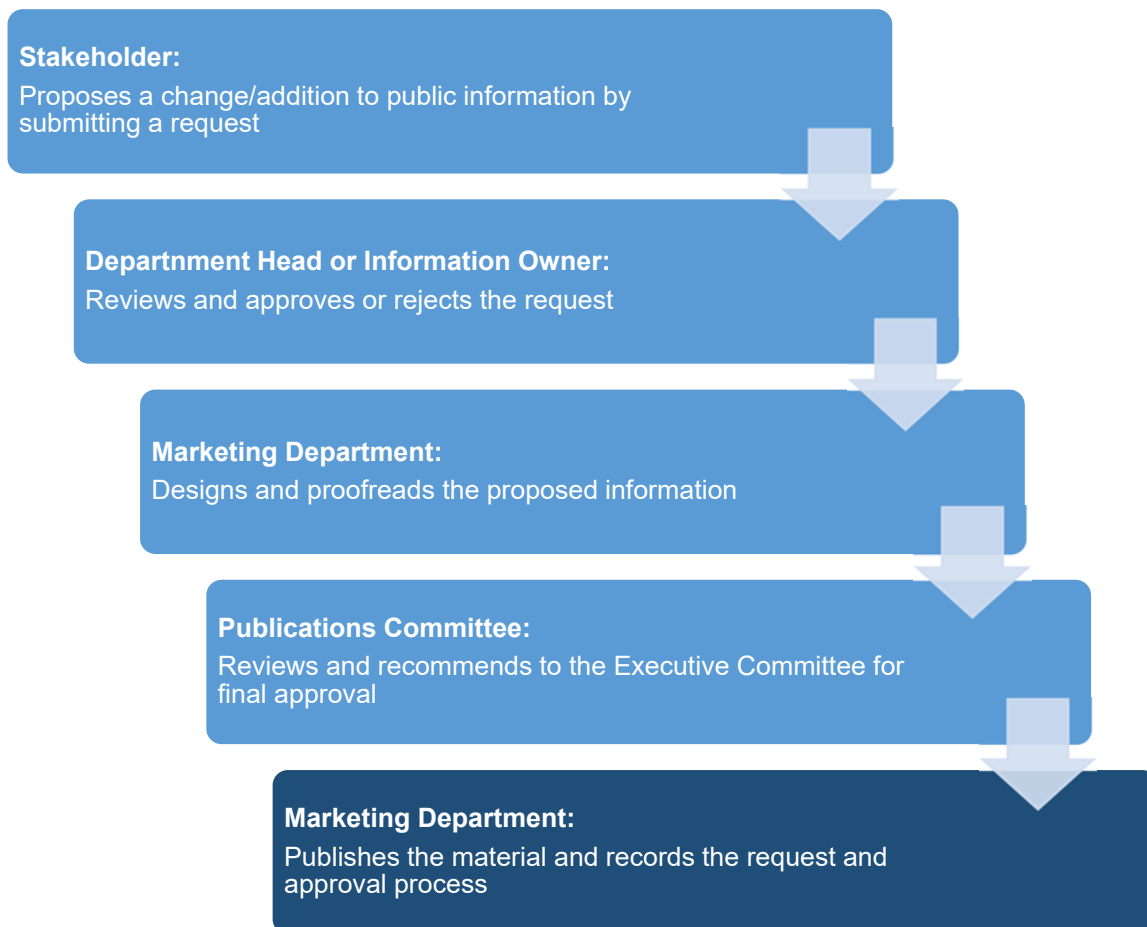 Stakeholder:
Proposes a change/addition to public information by
submitting a request
Departnment Head or Information Owner:
Reviews and approves or rejects the request
Marketing Department:
Designs and proofreads the proposed information
Publications Committee:
Reviews and recommends to the Executive Committee for
final approval
Marketing Department:
Publishes the material and records the request and
approval process